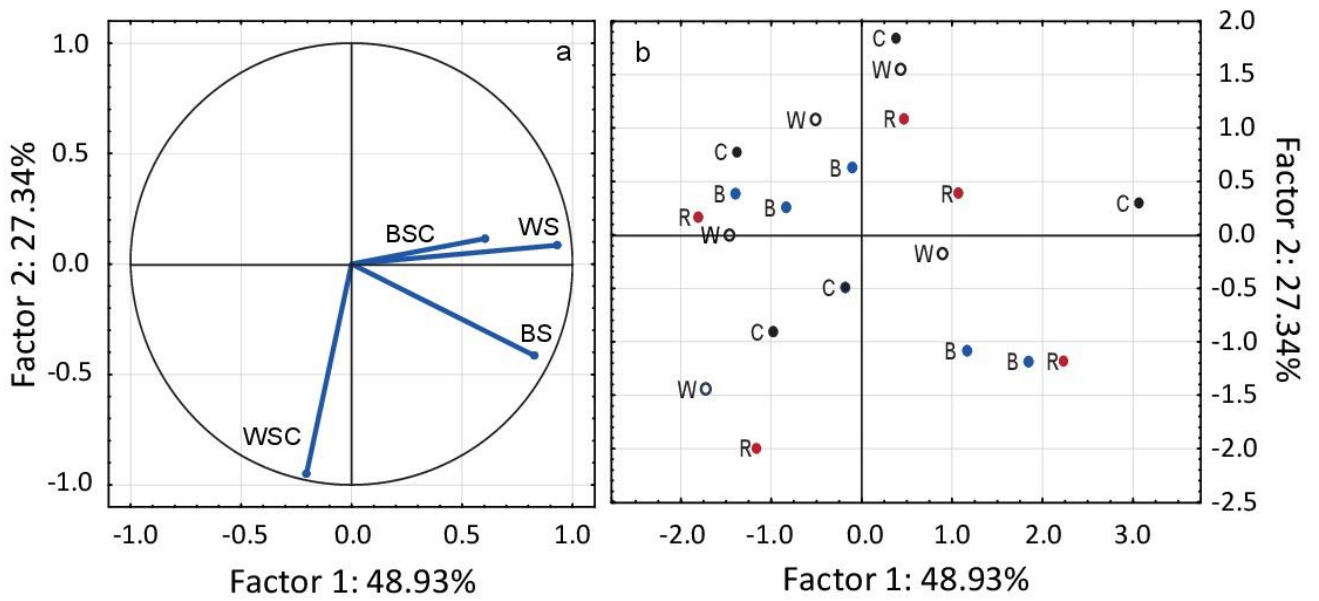 a
1.0
0.5
0.0
-0.5
-1.0
Factor 2: 27.34%
BSC
WS
BS
WSC
-1.0 -0.5 0.0 0.5 1.0
Factor 1: 48.93%
b
C
W
W
R
C
B
B
B
R
C
R
W
W
C
C
B
B
R
W
R
2.0
1.5
1.0
0.5
0.0
-0.5
-1.0
-1.5
-2.0
-2.5
Factor 2: 27.34%
-2.0 -1.0 0.0 1.0 2.0 3.0
Factor 1: 48.93%